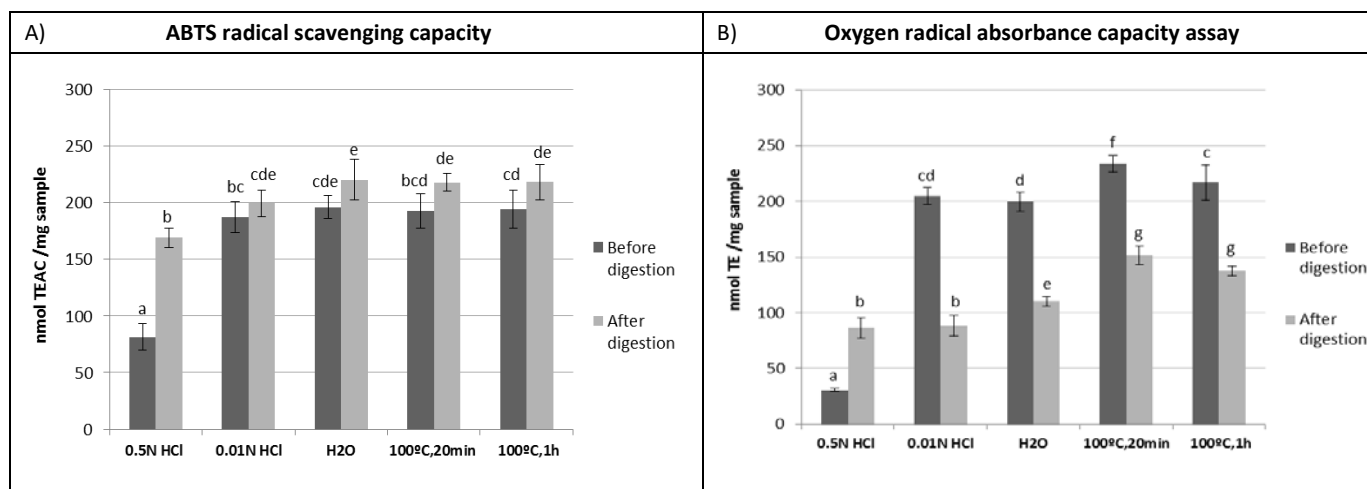 A) ABTS radical scavenging capacity
300
250
200
150
100
50
0
nmol TEAC /mg sample
a
b
bc
cde
cde
e
bcd
de
cd
de
0.5N HCl
0.01N HCl
H2O
100ºC,20min
100ºC,1h
Before
digestion
After
digestion
B) Oxygen radical absorbance capacity assay
300
250
200
150
100
50
0
nmol TE /mg sample
a
b
cd
b
d
e
f
g
c
g
0.5N HCl
0.01N HCl
H2O
100ºC,20min
100ºC,1h
Before
digestion
After
digestion